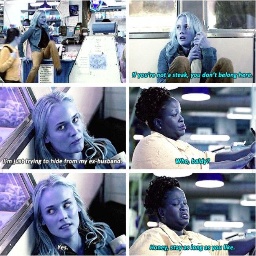 If you're not a steak, you don't belong here.
I'm just trying to hide from my ex-husband.
Who, baldy?
Yes.
Honey, stay as long as you like.